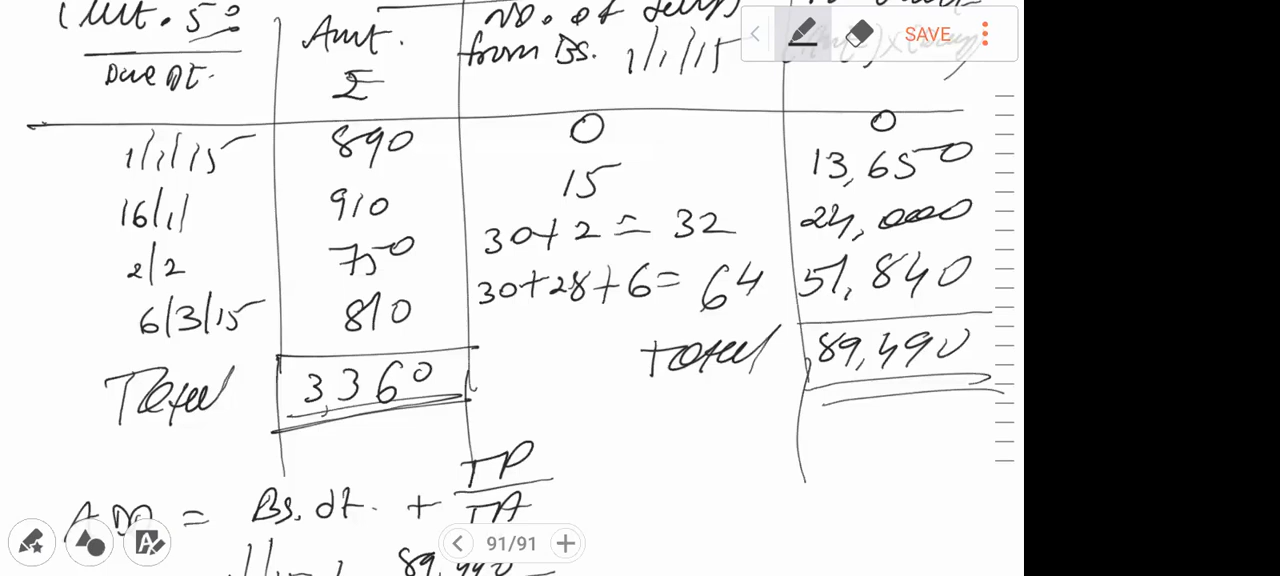 Amt.
₹
No. of days
from Bs. 1/1/15
SAVE
Due Dt.
1/1/15 890 0 0
16/1/ 910 15 13,650
2/2 750 30+2=32 24,000
6/3/15 810 30+28+6=64 51,840
Total 3,360 Total 89,490
ADD = Bs. dt. + TP
TA
91/91
89,490